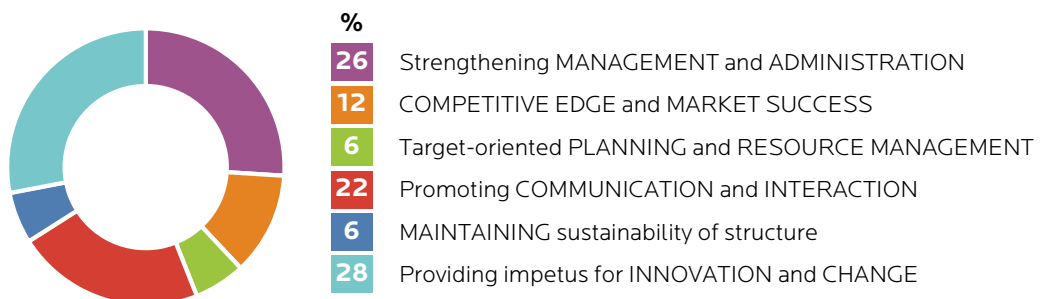 %
26 Strengthening MANAGEMENT and ADMINISTRATION
12 COMPETITIVE EDGE and MARKET SUCCESS
6 Target-oriented PLANNING and RESOURCE MANAGEMENT
22 Promoting COMMUNICATION and INTERACTION
6 MAINTAINING sustainability of structure
28 Providing impetus for INNOVATION and CHANGE